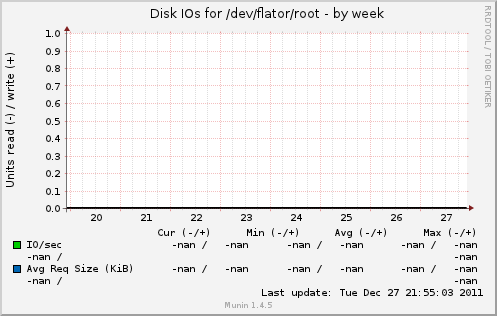 Disk IOs for /dev/flator/root - by week
RRDTOOL / TOBI OETIKER
Units read (-) / write (+)
1.0
0.9
0.8
0.7
0.6
0.5
0.4
0.3
0.2
0.1
0.0
20 21 22 23 24 25 26 27
Cur (-/+) Min (-/+) Avg (-/+) Max (-/+)
IO/sec -nan / -nan -nan / -nan -nan / -nan
-nan / -nan
Avg Req Size (KiB) -nan / -nan -nan / -nan -nan / -nan
-nan / -nan
Last update: Tue Dec 27 21:55:03 2011
Munin 1.4.5